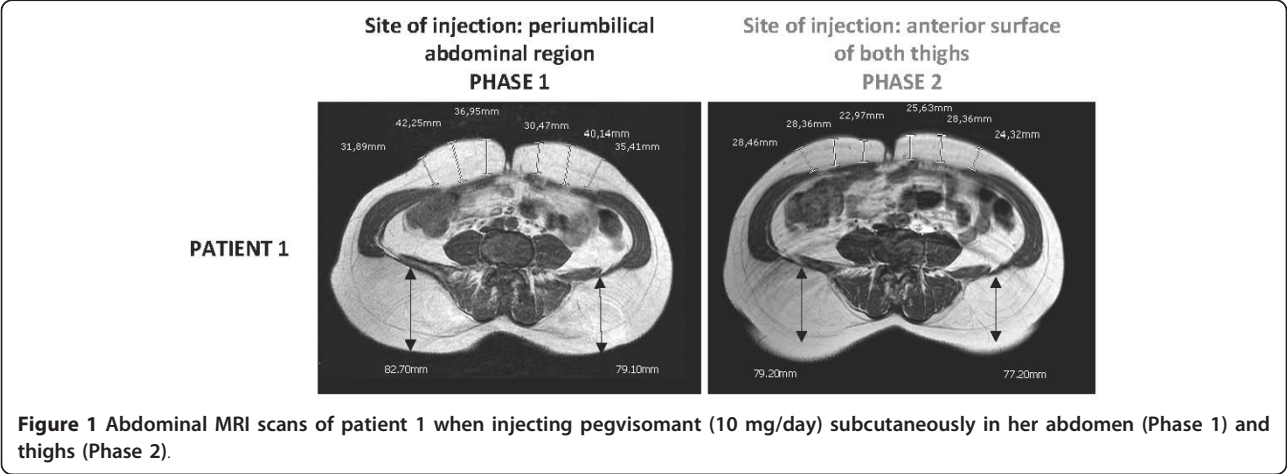 Site of injection: periumbilical
abdominal region
PHASE 1
Site of injection: anterior surface
of both thighs
PHASE 2
PATIENT 1
31,89mm
42,25mm
36,95mm
30,47mm
40,14mm
35,41mm
82.70mm
79.10mm
28,46mm
28,36mm
22,97mm
25,63mm
28,36mm
24,32mm
79.20mm
77.20mm
Figure 1 Abdominal MRI scans of patient 1 when injecting pegvisomant (10 mg/day) subcutaneously in her abdomen (Phase 1) and
thighs (Phase 2).